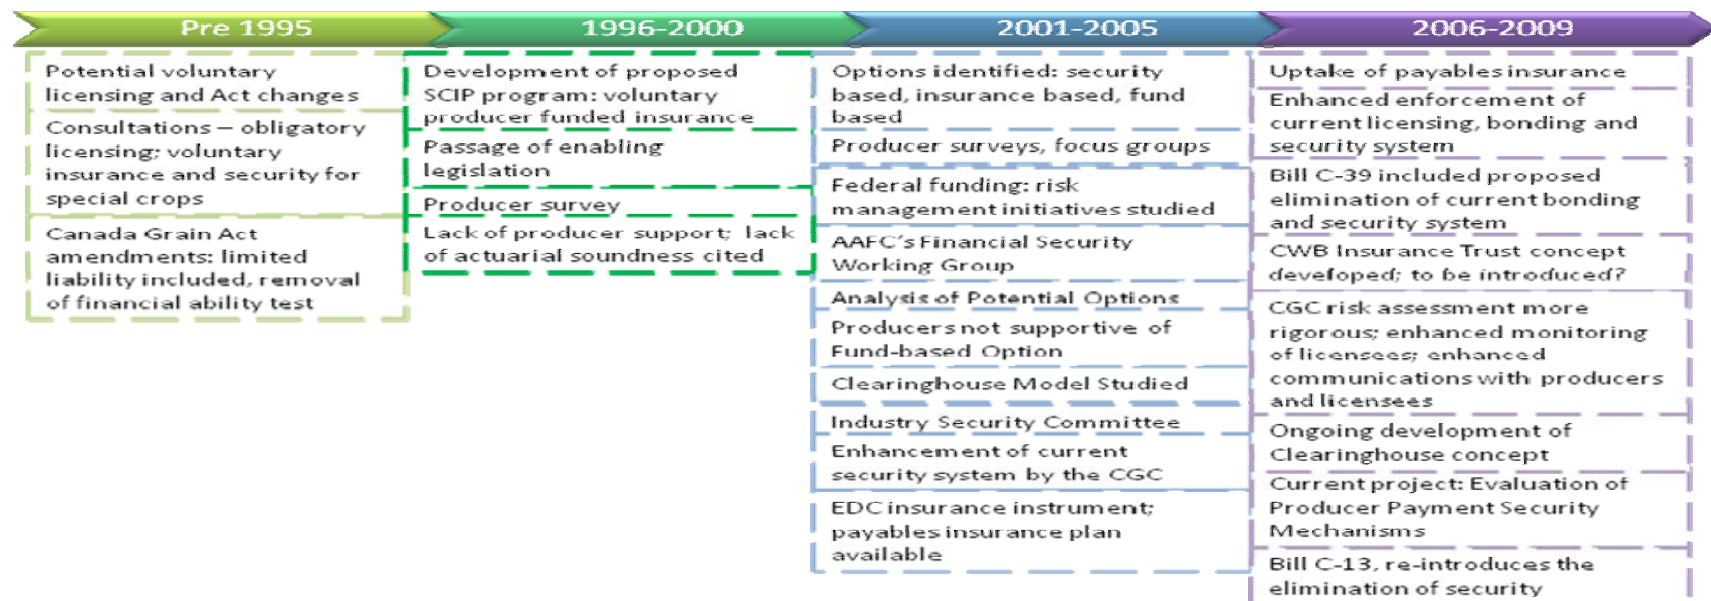 Pre 1995
1996-2000
2001-2005
2006-2009
Potential voluntary
licensing and Act changes
Consultations – obligatory
licensing; voluntary
insurance and security for
special crops
Canada Grain Act
amendments: limited
liability included, removal
of financial ability test
Development of proposed
SCIP program: voluntary
producer funded insurance
Passage of enabling
legislation
Producer survey
Lack of producer support; lack
of actuarial soundness cited
Options identified: security
based, insurance based, fund
based
Producer surveys, focus groups
Federal funding: risk
management initiatives studied
AAFC's Financial Security
Working Group
Analysis of Potential Options
Producers not supportive of
Fund-based Option
Clearinghouse Model Studied
Industry Security Committee
Enhancement of current
security system by the CGC
EDC insurance instrument;
payables insurance plan
available
Uptake of payables insurance
Enhanced enforcement of
current licensing, bonding and
security system
Bill C-39 included proposed
elimination of current bonding
and security system
CWB Insurance Trust concept
developed; to be introduced?
CGC risk assessment more
rigorous; enhanced monitoring
of licensees; enhanced
communications with producers
and licensees
Ongoing development of
Clearinghouse concept
Current project: Evaluation of
Producer Payment Security
Mechanisms
Bill C-13, re-introduces the
elimination of security